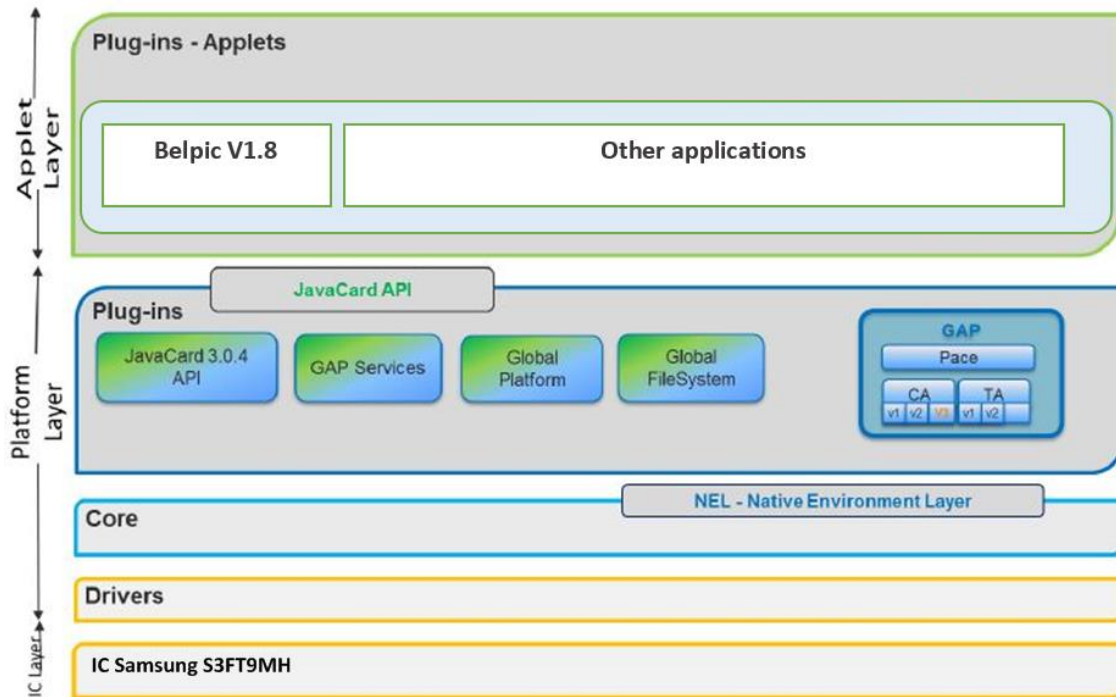 Applet
Layer
Plug-ins - Applets
Belpic V1.8
Other applications
Platform
Layer
JavaCard API
Plug-ins
JavaCard 3.0.4
API
GAP Services
Global
Platform
Global
FileSystem
GAP
Pace
CA
TA
v1 v2 V3 v1 v2
NEL - Native Environment Layer
Core
Drivers
IC Layer
IC Samsung S3FT9MH